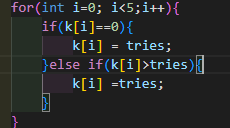 for(int i=0; i<5;i++){
    if(k[i]==0){
        k[i] = tries;
    }else if(k[i]>tries){
        k[i] =tries;
    }
}